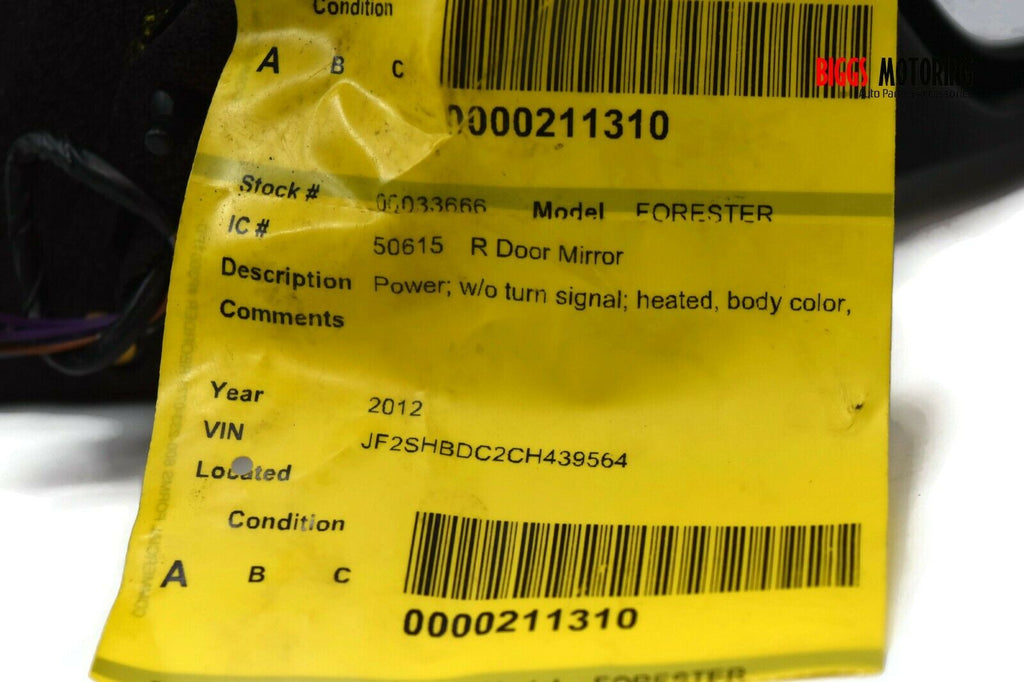 Condition
A B C
0000211310
BIGGS MOTORING
Stock # 00033666 Model FORESTER
IC # 50615 R Door Mirror
Description Power; w/o turn signal; heated, body color,
Comments
Year 2012
VIN JF2SHBDC2CH439564
Located
Condition
A B C
0000211310
FORESTER